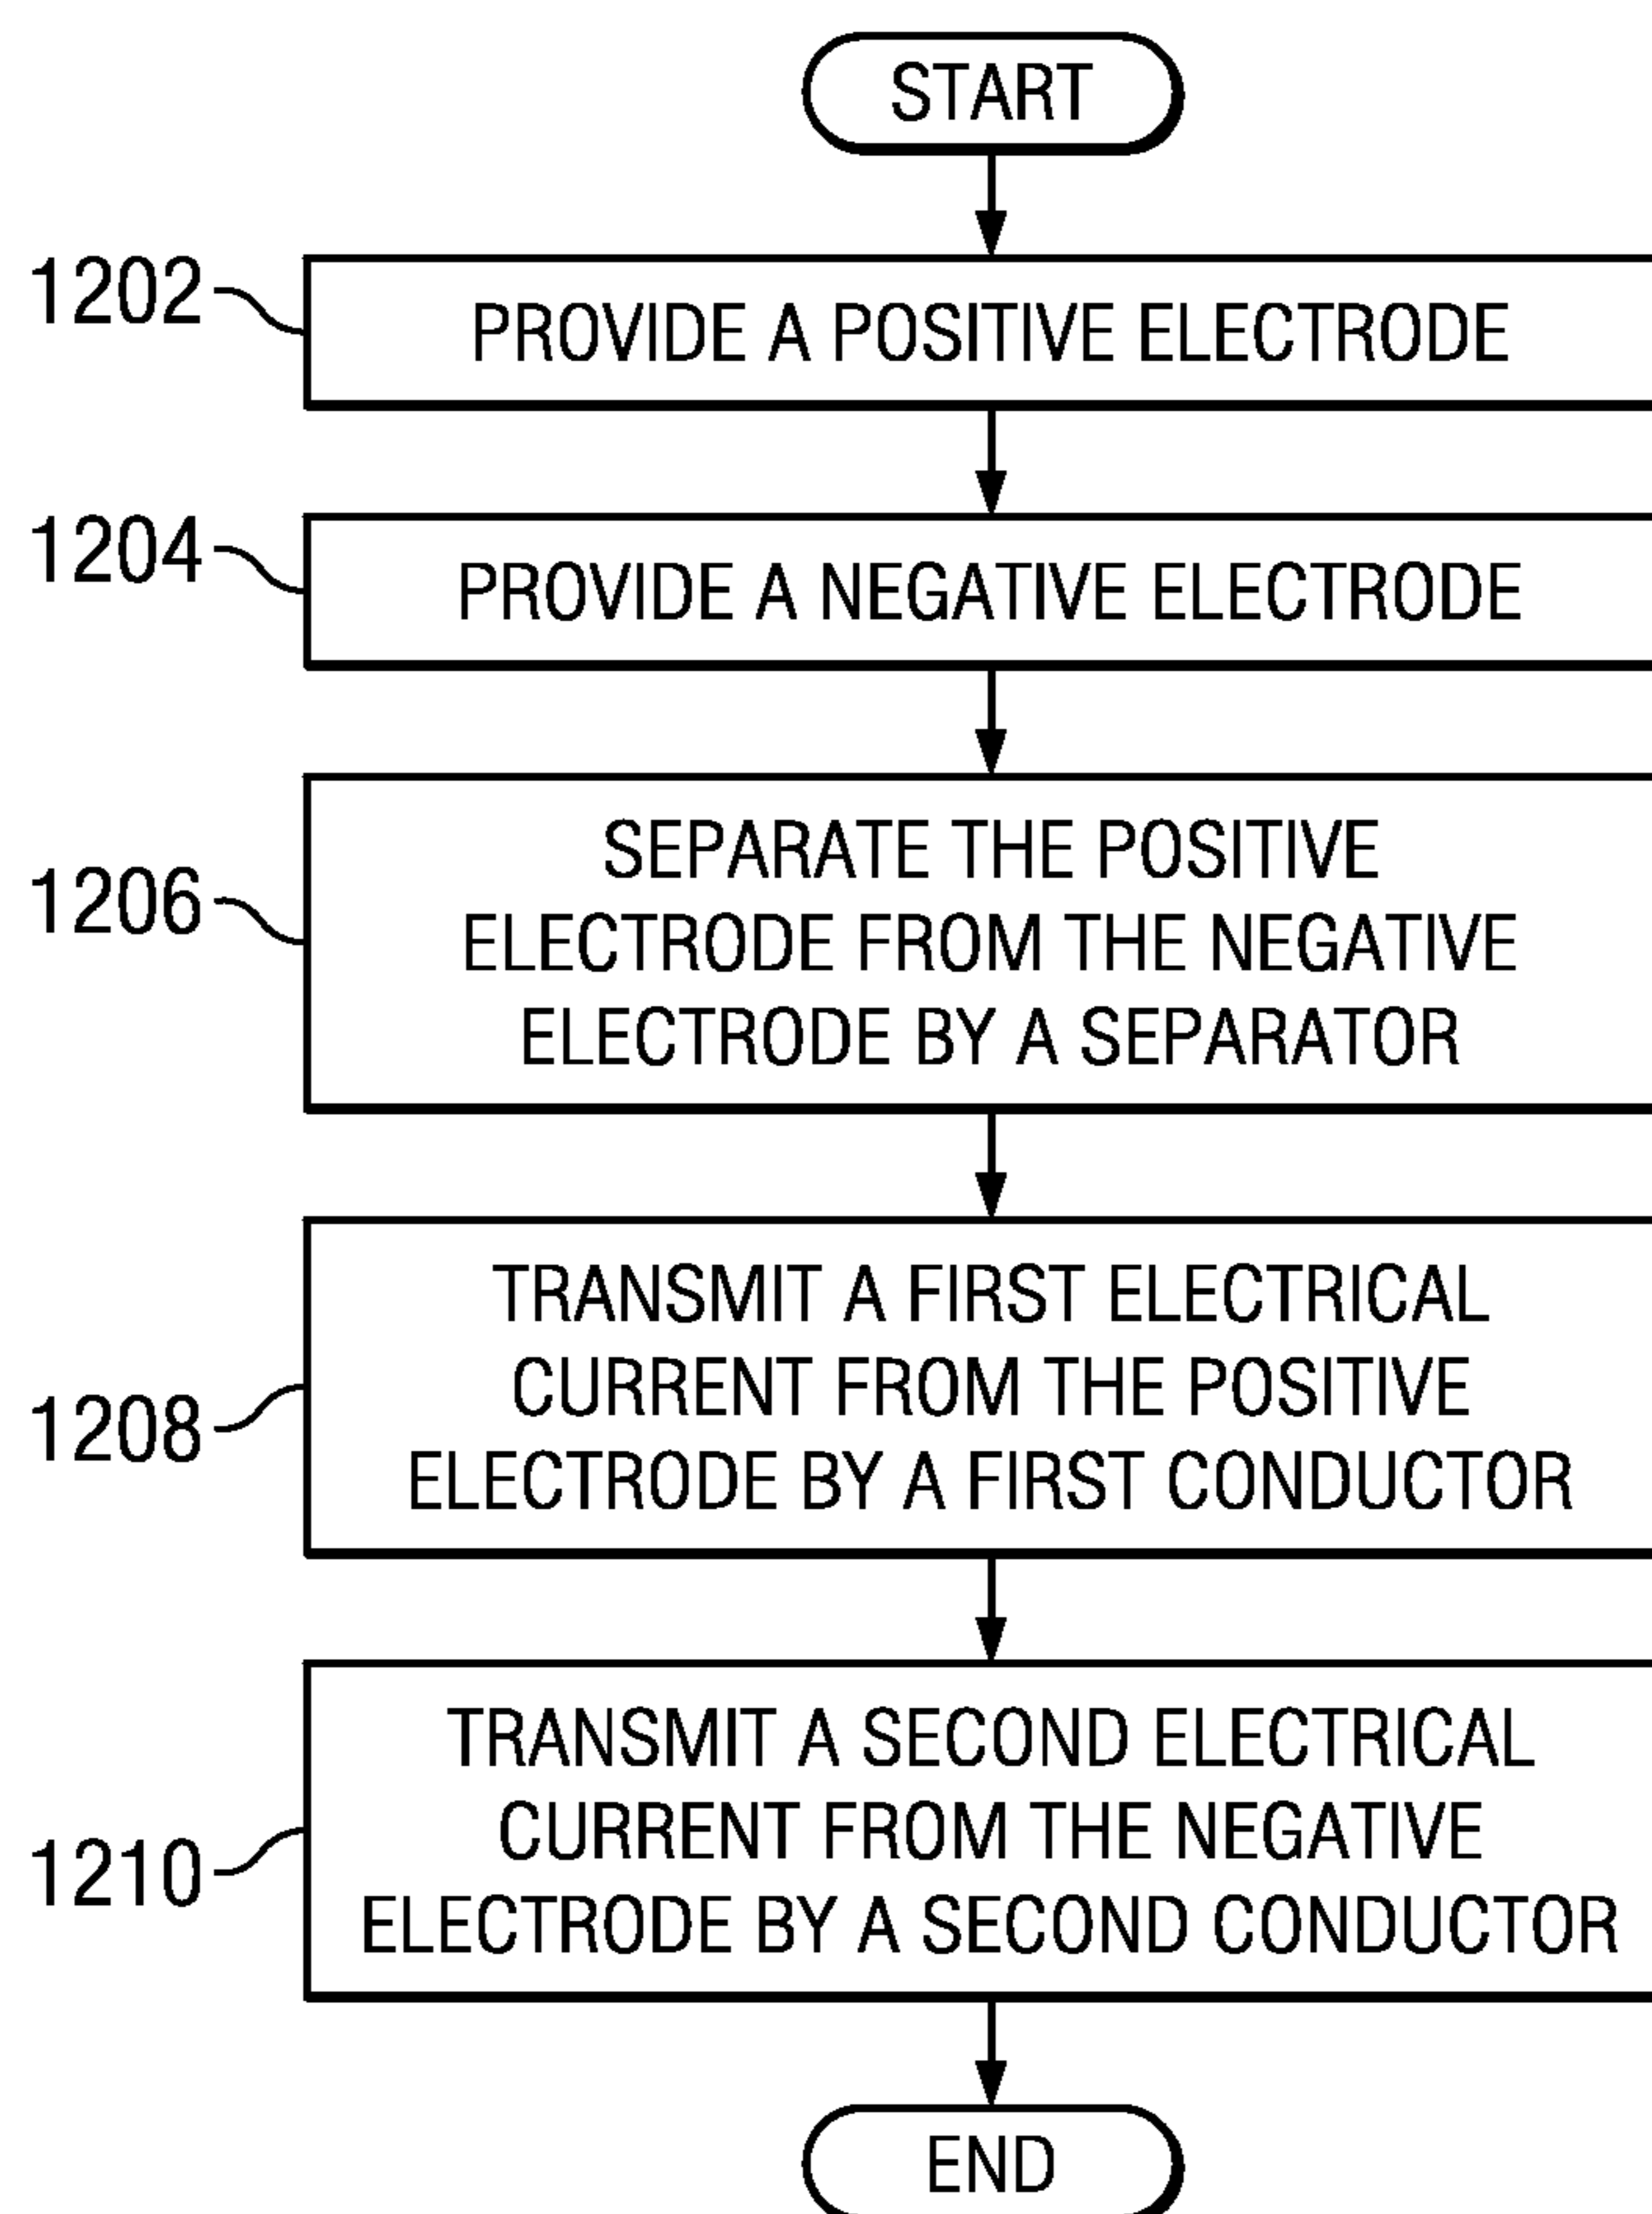 START
1202
PROVIDE A POSITIVE ELECTRODE
1204
PROVIDE A NEGATIVE ELECTRODE
1206
SEPARATE THE POSITIVE
ELECTRODE FROM THE NEGATIVE
ELECTRODE BY A SEPARATOR
1208
TRANSMIT A FIRST ELECTRICAL
CURRENT FROM THE POSITIVE
ELECTRODE BY A FIRST CONDUCTOR
1210
TRANSMIT A SECOND ELECTRICAL
CURRENT FROM THE NEGATIVE
ELECTRODE BY A SECOND CONDUCTOR
END